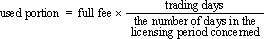 used portion = full fee × trading days
the number of days in the
licensing period concerned